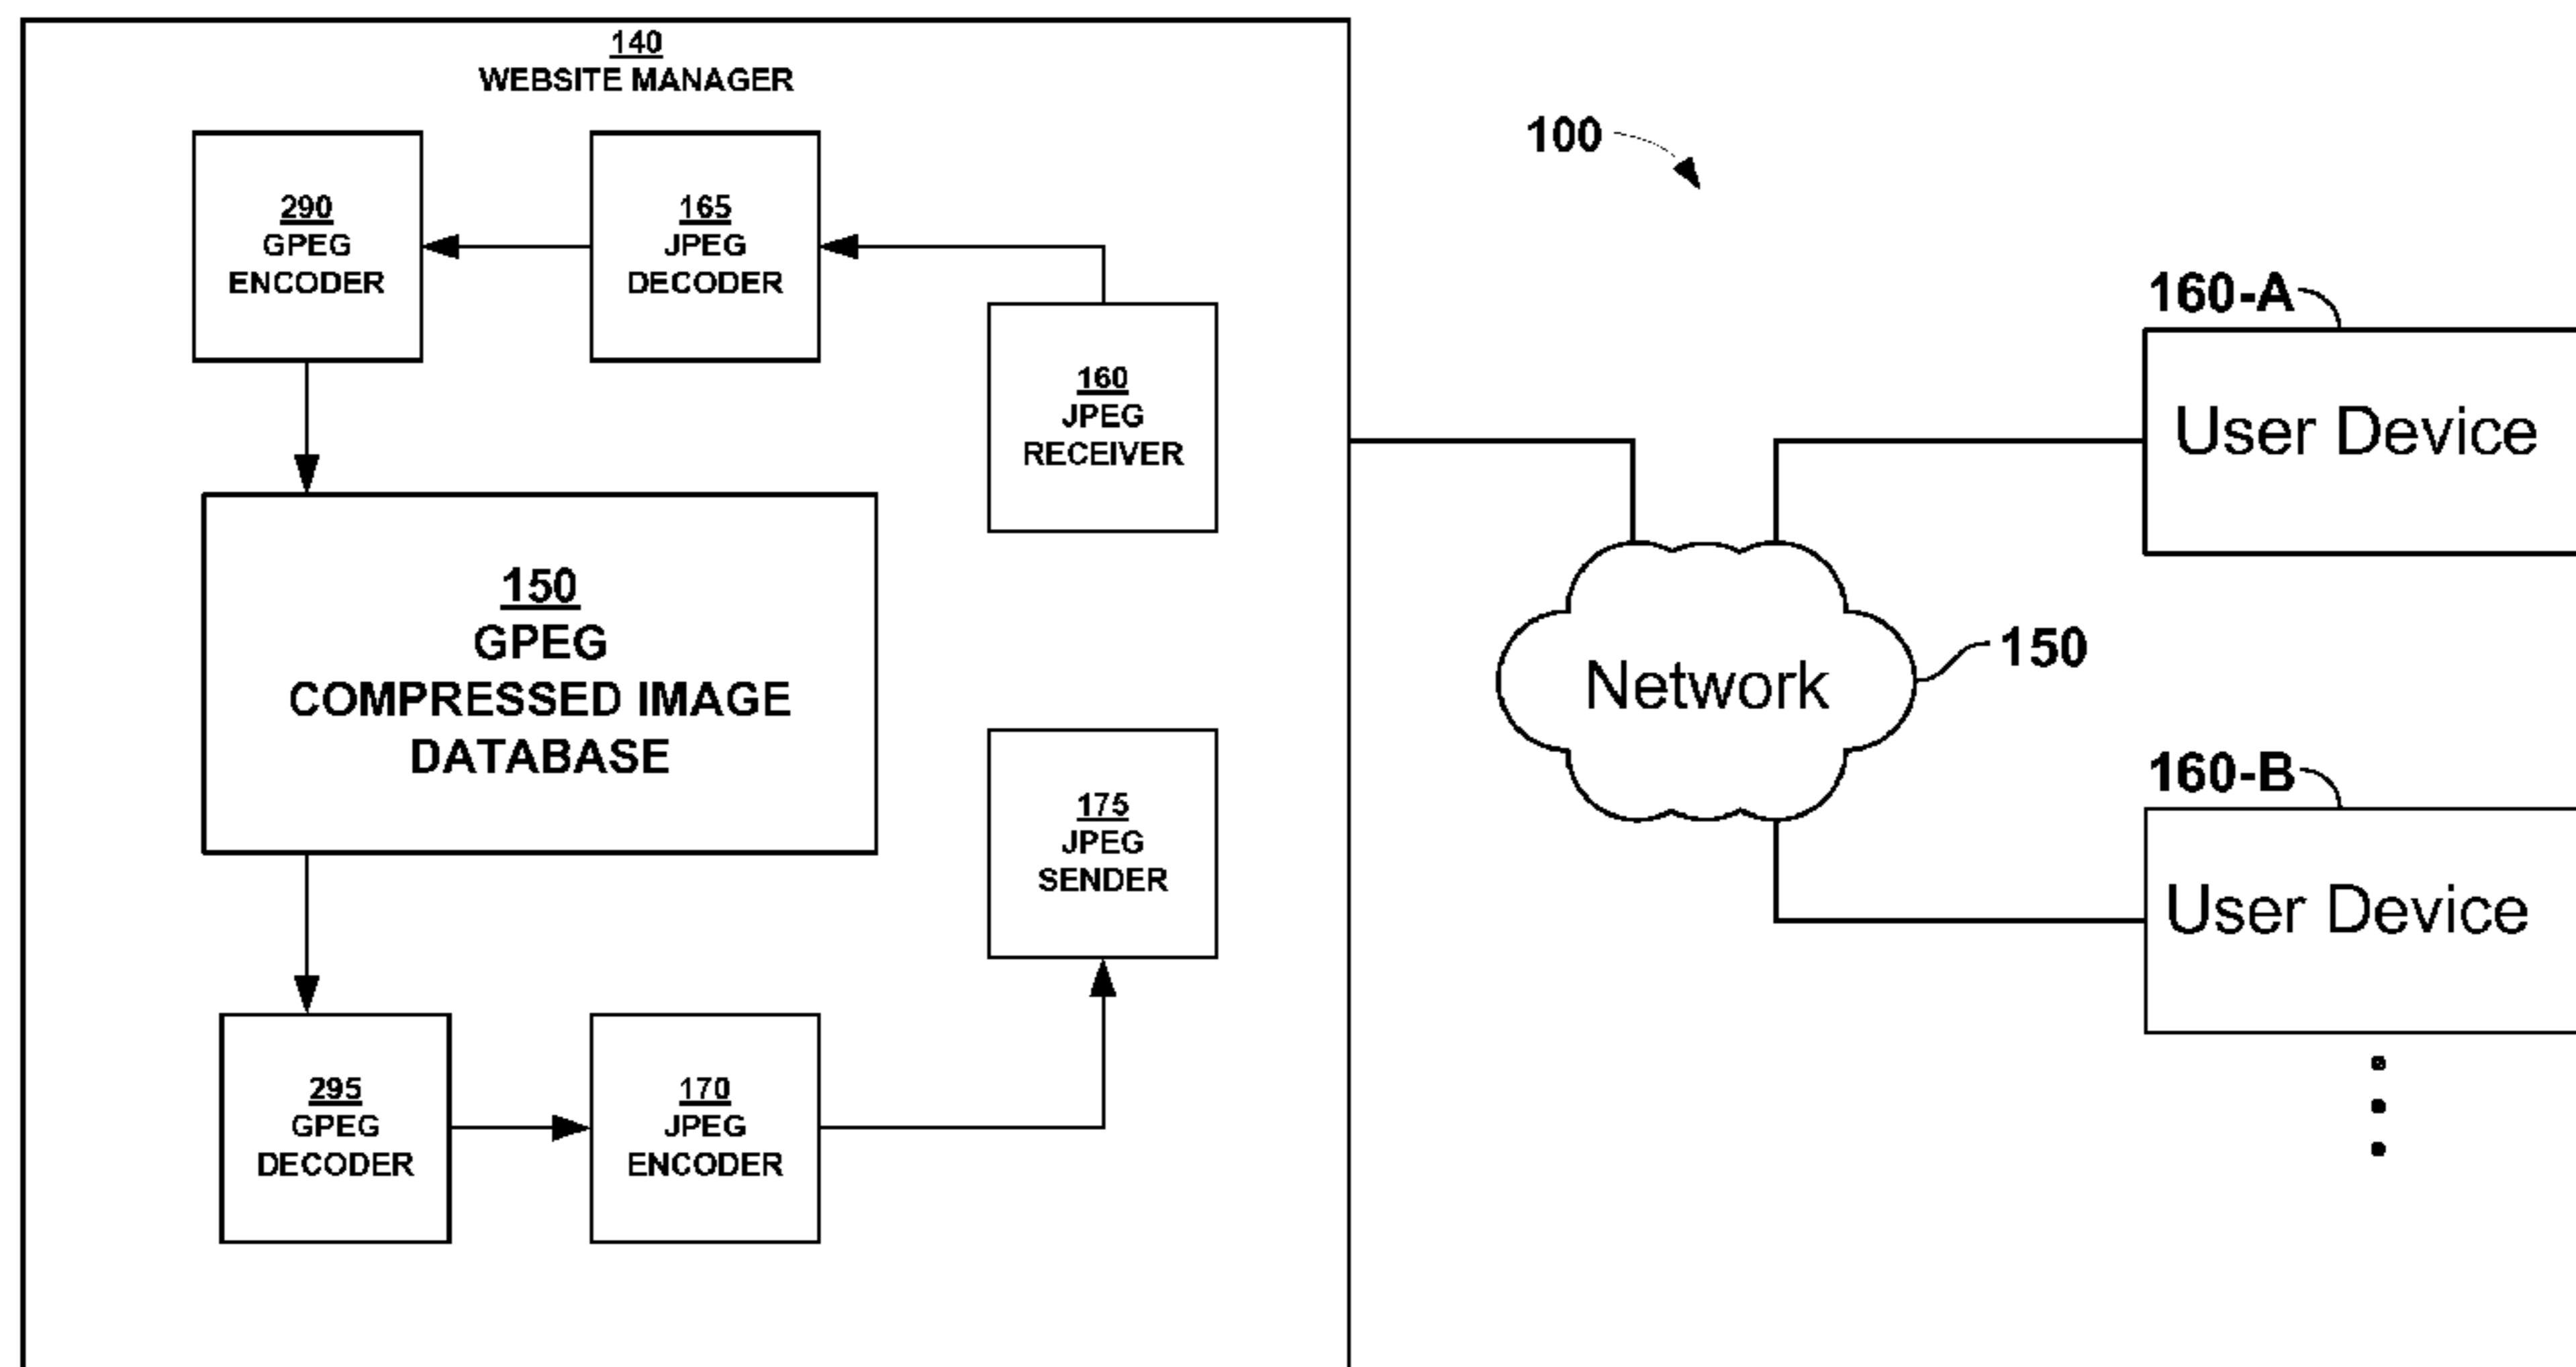 140
WEBSITE MANAGER
290
GPEG
ENCODER
165
JPEG
DECODER
160
JPEG
RECEIVER
150
GPEG
COMPRESSED IMAGE
DATABASE
175
JPEG
SENDER
295
GPEG
DECODER
170
JPEG
ENCODER
100
160-A
User Device
Network
150
160-B
User Device